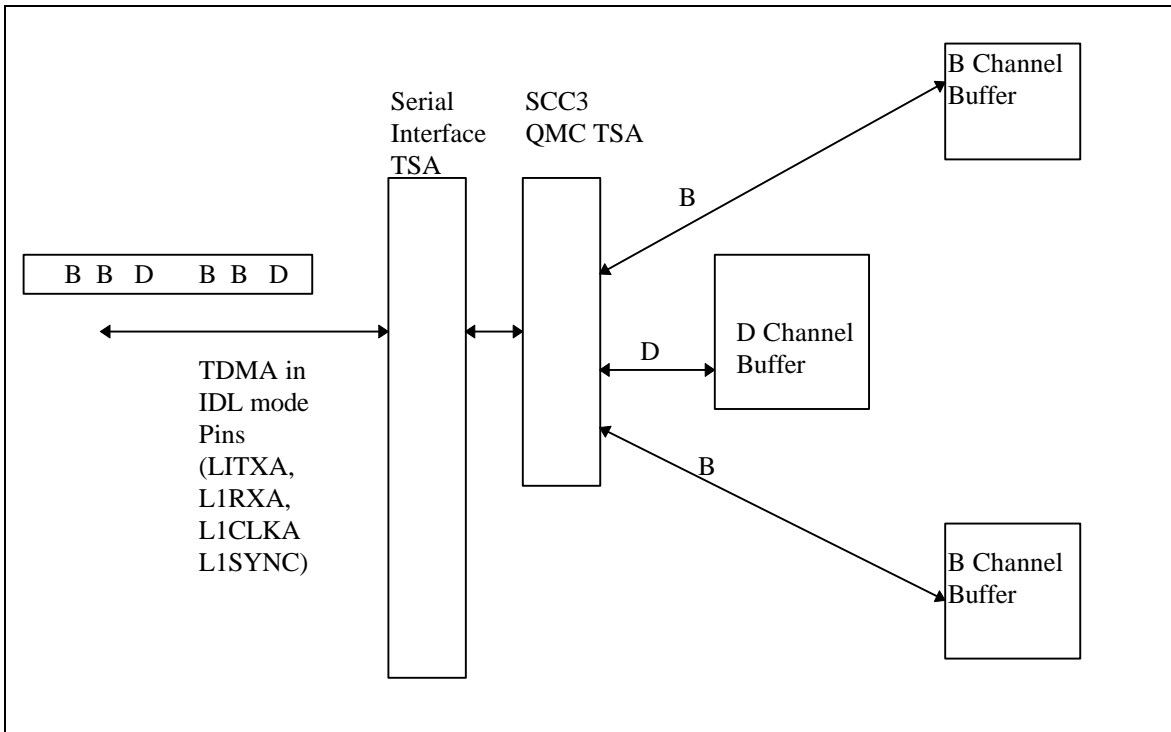 B Channel
Buffer
Serial
Interface
TSA
SCC3
QMC TSA
B
B B D B B D
TDMA in
IDL mode
Pins
(LITXA,
L1RXA,
L1CLKA
L1SYNC)
D
D Channel
Buffer
B
B Channel
Buffer